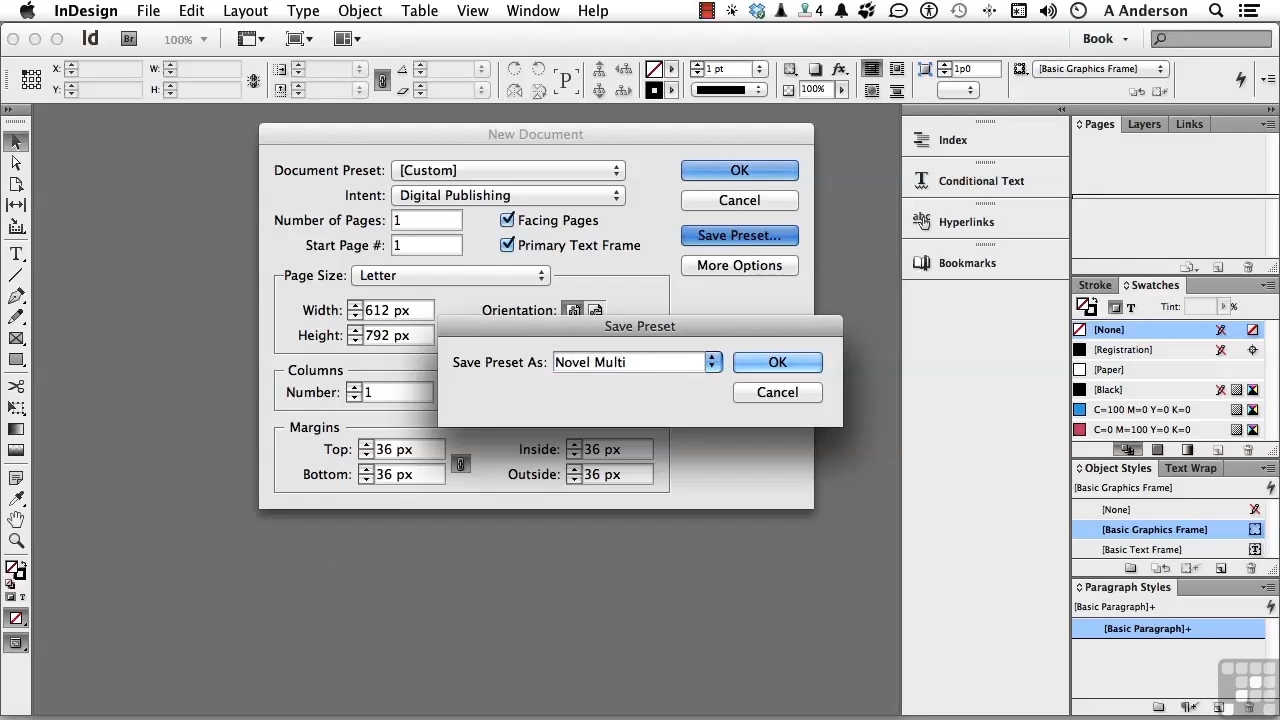 InDesign File Edit Layout Type Object Table View Window Help 4 A Anderson
Id Br 100% Book
X: W: 1 pt 1p0 [Basic Graphics Frame]
Y: H: P fx 100%
New Document
Document Preset: [Custom] OK
Intent: Digital Publishing Cancel
Number of Pages: 1 Facing Pages Save Preset...
Start Page #: 1 Primary Text Frame More Options
Page Size: Letter
Width: 612 px Orientation:
Height: 792 px
Columns
Number: 1
Margins
Top: 36 px Inside: 36 px
Bottom: 36 px Outside: 36 px
Save Preset
Save Preset As: Novel Multi OK
Cancel
Index
Conditional Text
Hyperlinks
Bookmarks
Pages Layers Links
Stroke Swatches
T Tint: %
[None]
[Registration]
[Paper]
[Black]
C=100 M=0 Y=0 K=0
C=0 M=100 Y=0 K=0
Object Styles Text Wrap
[Basic Graphics Frame]
[None]
[Basic Graphics Frame]
[Basic Text Frame]
Paragraph Styles
[Basic Paragraph]+
[Basic Paragraph]+